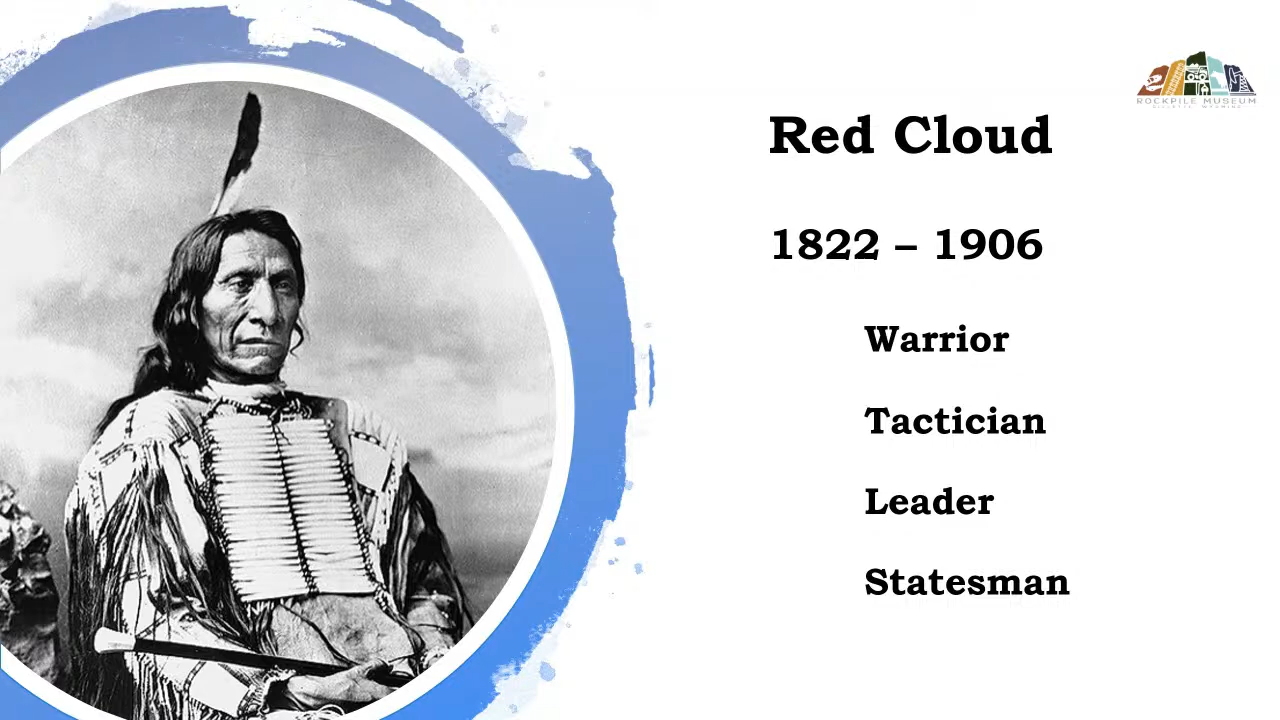 Red Cloud
1822 – 1906
Warrior
Tactician
Leader
Statesman
ROCKPILE MUSEUM